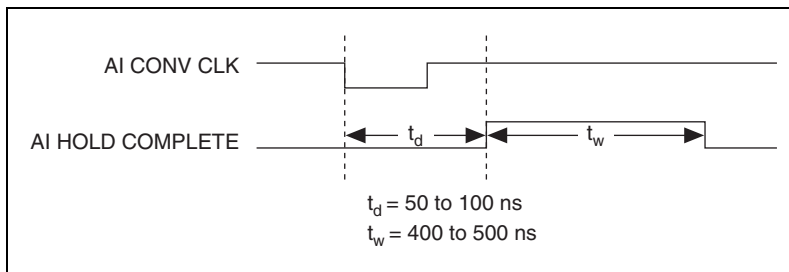 AI CONV CLK
AI HOLD COMPLETE
td
tw
td = 50 to 100 ns
tw = 400 to 500 ns